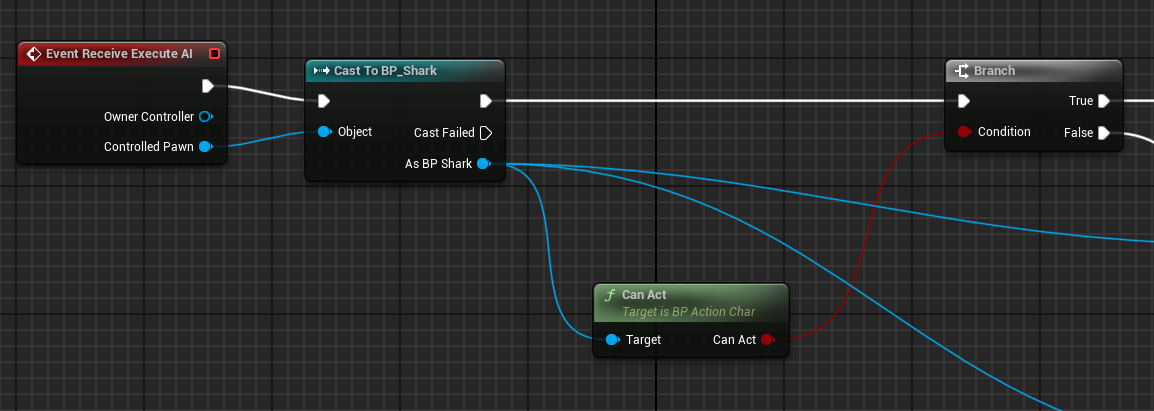 Event Receive Execute AI
Owner Controller
Controlled Pawn
Cast To BP_Shark
Object
Cast Failed
As BP Shark
Can Act
Target is BP Action Char
Target
Can Act
Branch
True
Condition
False